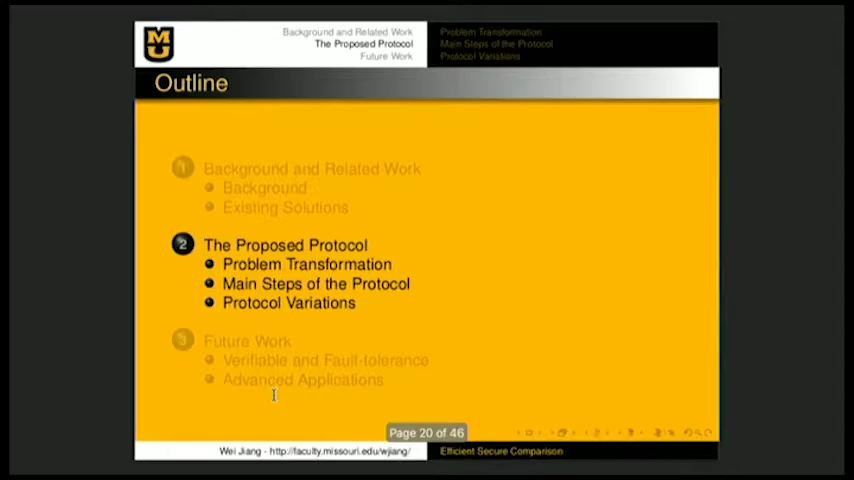 MU
Background and Related Work
The Proposed Protocol
Future Work
Problem Transformation
Main Steps of the Protocol
Protocol Variations
Outline
1 Background and Related Work
Background
Existing Solutions
2 The Proposed Protocol
Problem Transformation
Main Steps of the Protocol
Protocol Variations
3 Future Work
Verifiable and Fault-tolerance
Advanced Applications
Page 20 of 46
Wei Jiang - http://faculty.missouri.edu/wjiang/
Efficient Secure Comparison